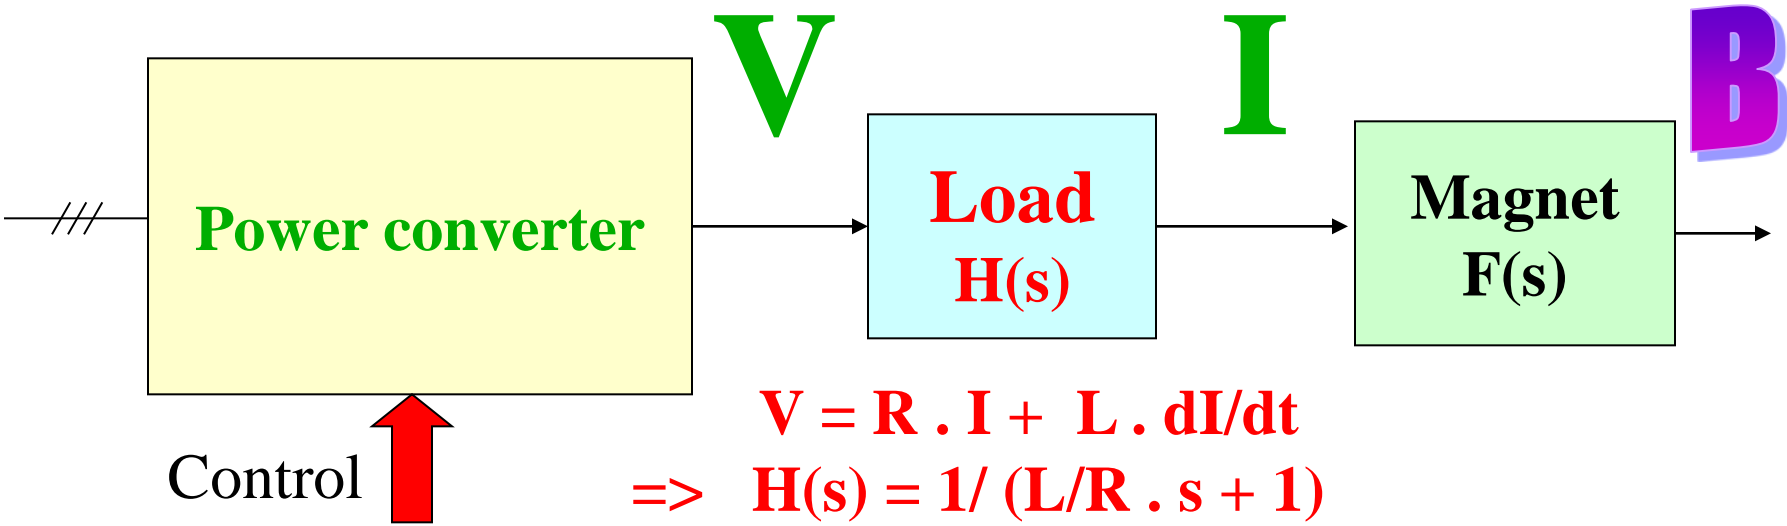 V
I
B
Power converter
Load
H(s)
Magnet
F(s)
Control
V = R . I + L . dI/dt
=> H(s) = 1/ (L/R . s + 1)